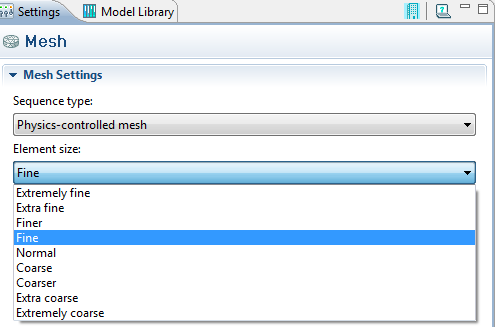 Settings Model Library
Mesh
Mesh Settings
Sequence type:
Physics-controlled mesh
Element size:
Fine
Extremely fine
Extra fine
Finer
Fine
Normal
Coarse
Coarser
Extra coarse
Extremely coarse